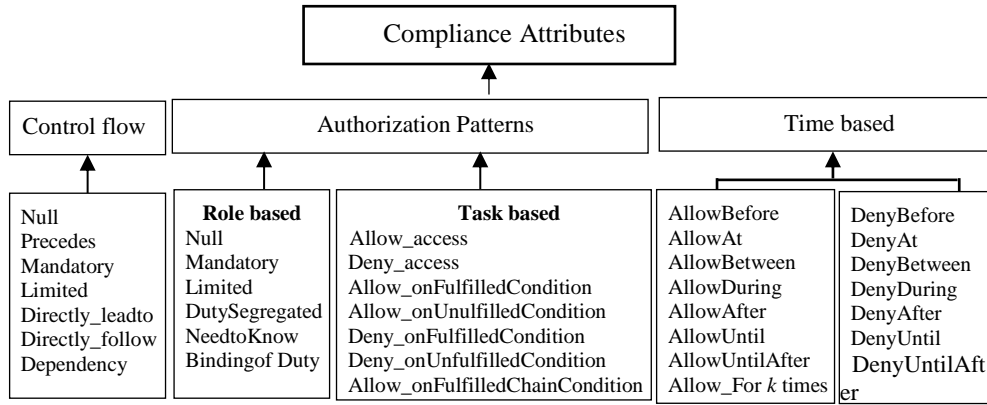 Compliance Attributes
Control flow
Authorization Patterns
Time based
Null
Precedes
Mandatory
Limited
Directly_leadto
Directly_follow
Dependency
Role based
Null
Mandatory
Limited
DutySegregated
NeedtoKnow
Bindingof Duty
Task based
Allow_access
Deny_access
Allow_onFulfilledCondition
Allow_onUnulfilledCondition
Deny_onFulfilledCondition
Deny_onUnfulfilledCondition
Allow_onFulfilledChainCondition
AllowBefore
AllowAt
AllowBetween
AllowDuring
AllowAfter
AllowUntil
AllowUntilAfter
Allow_For k times
DenyBefore
DenyAt
DenyBetween
DenyDuring
DenyAfter
DenyUntil
DenyUntilAft
er